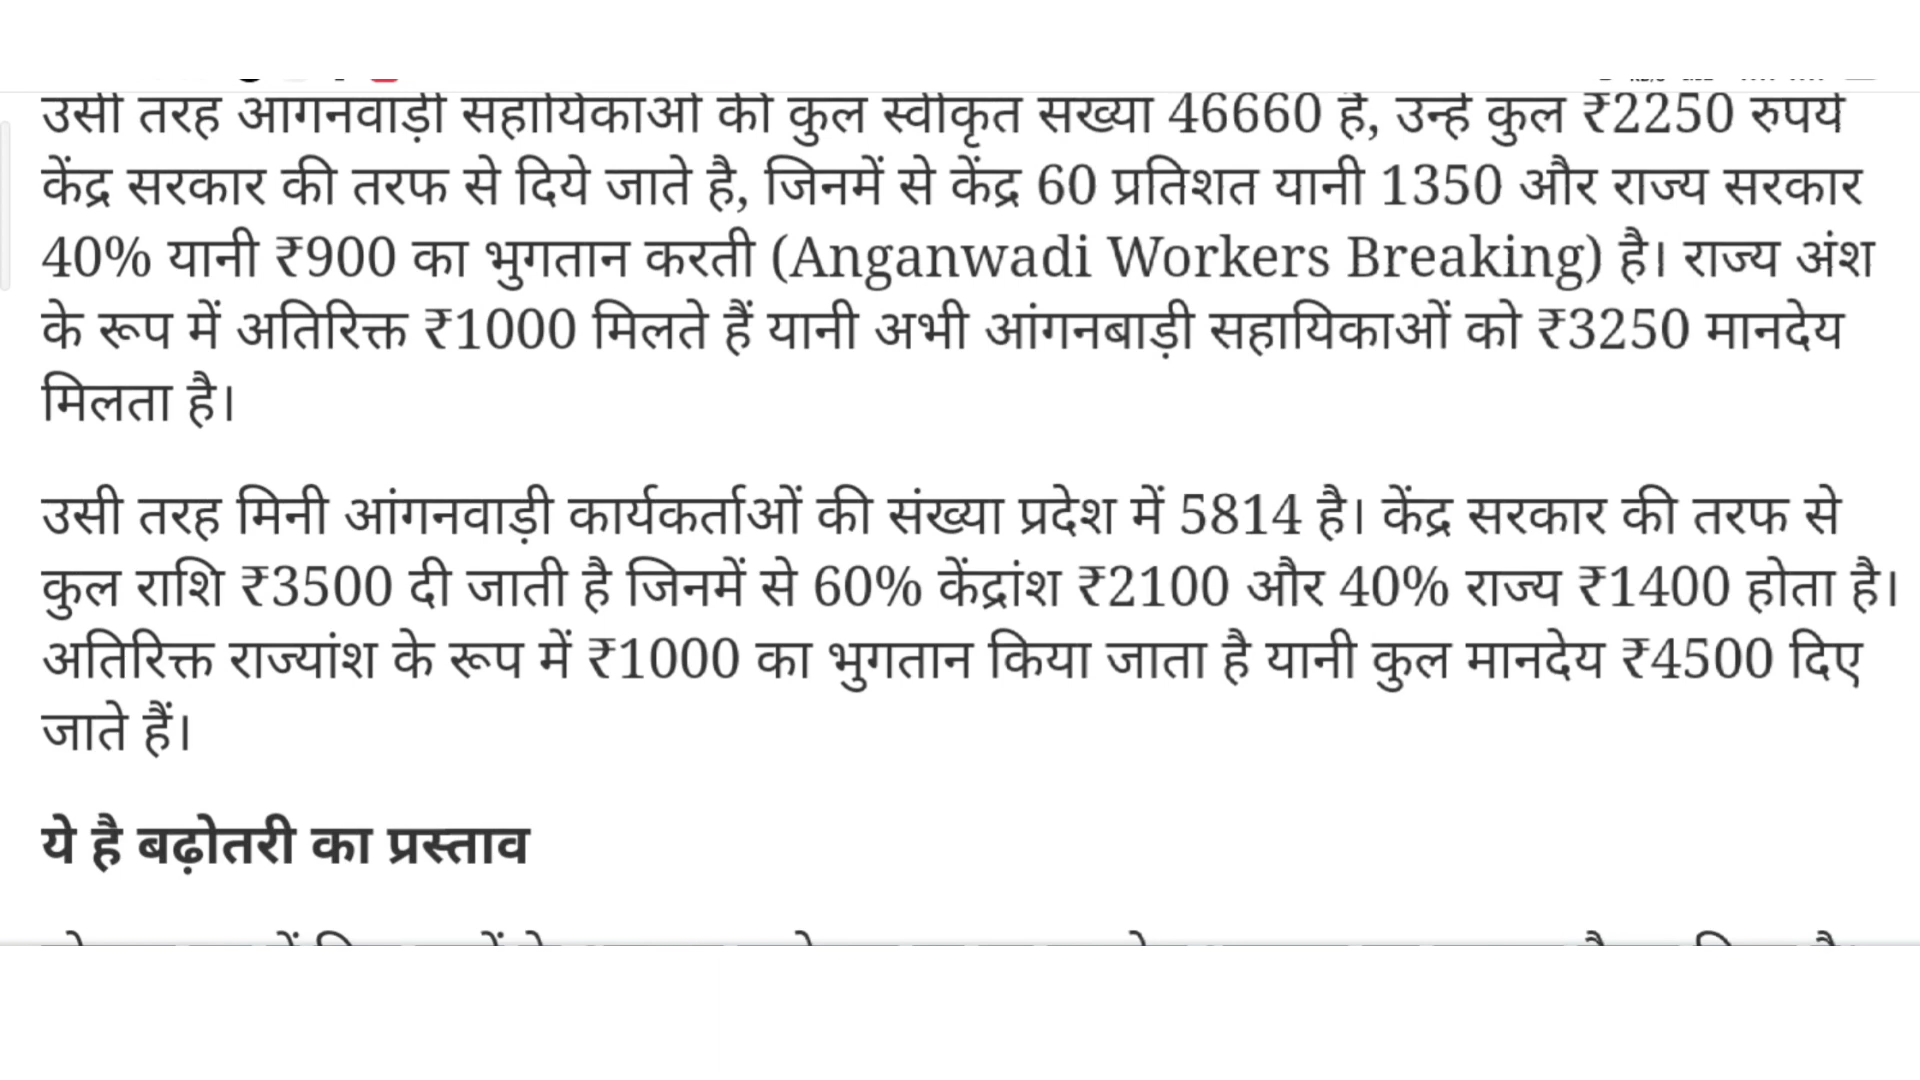 उसी तरह आंगनवाड़ी सहायिकाओं की कुल स्वीकृत संख्या 46660 है, उन्हें कुल ₹2250 रुपये
केंद्र सरकार की तरफ से दिये जाते है, जिनमें से केंद्र 60 प्रतिशत यानी 1350 और राज्य सरकार
40% यानी ₹900 का भुगतान करती (Anganwadi Workers Breaking) है। राज्य अंश
के रूप में अतिरिक्त ₹1000 मिलते हैं यानी अभी आंगनबाड़ी सहायिकाओं को ₹3250 मानदेय
मिलता है।
उसी तरह मिनी आंगनवाड़ी कार्यकर्ताओं की संख्या प्रदेश में 5814 है। केंद्र सरकार की तरफ से
कुल राशि ₹3500 दी जाती है जिनमें से 60% केंद्रांश ₹2100 और 40% राज्य ₹1400 होता है।
अतिरिक्त राज्यांश के रूप में ₹1000 का भुगतान किया जाता है यानी कुल मानदेय ₹4500 दिए
जाते हैं।
ये है बढ़ोतरी का प्रस्ताव